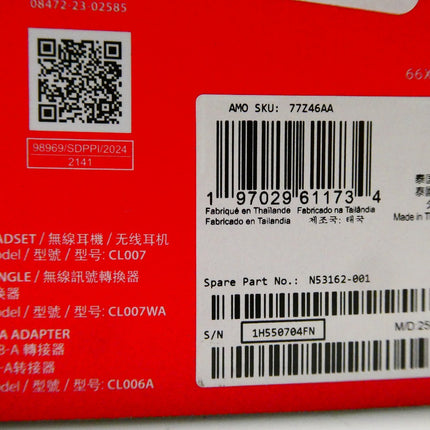 08472-23-02585
98969/SDPPI/2024
2141
66X
AMO SKU: 77Z46AA
1 97029 61173 4
Fabriqué en Thaïlande Fabricado na Tailândia
Fabricado en Tailandia 제조국: 태국
Made in T
Spare Part No.: N53162-001
S/N 1H550704FN
M/D:25
ADSET / 無線耳機 / 无线耳机
del / 型號 / 型号: CL007
NGLE / 無線訊號轉換器
接器
odel / 型號 / 型号: CL007WA
A ADAPTER
B-A 轉接器
-A转接器
odel / 型號 / 型号: CL006A